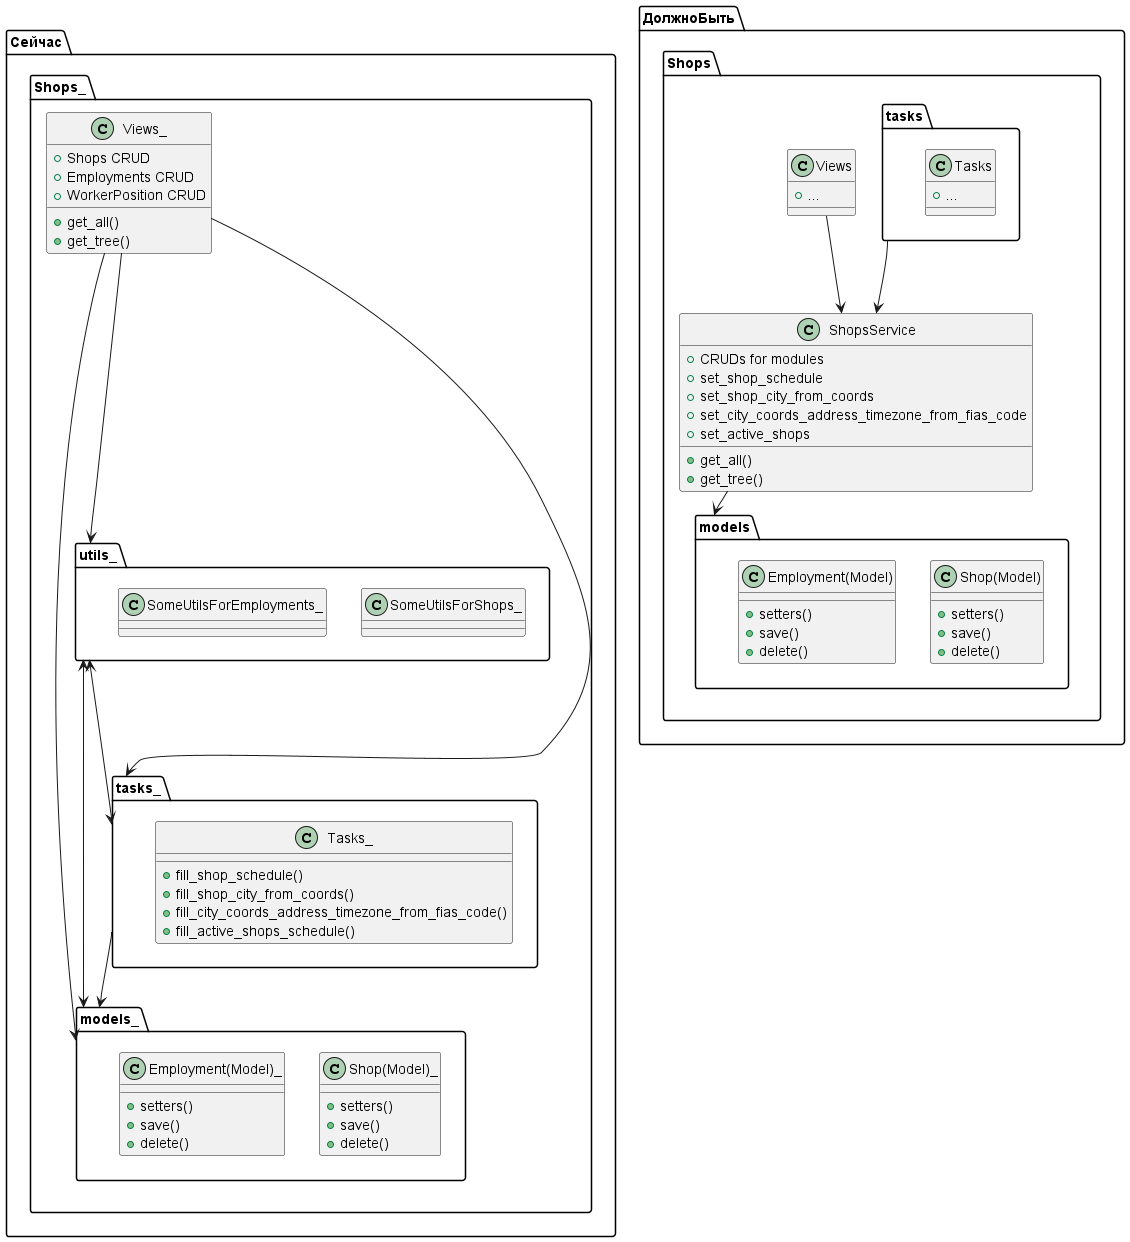 Сейчас
Shops_
C Views_
Shops CRUD
Employments CRUD
WorkerPosition CRUD
get_all()
get_tree()
utils_
C SomeUtilsForEmployments_
C SomeUtilsForShops_
tasks_
C Tasks_
fill_shop_schedule()
fill_shop_city_from_coords()
fill_city_coords_address_timezone_from_fias_code()
fill_active_shops_schedule()
models_
C Employment(Model)_
setters()
save()
delete()
C Shop(Model)_
setters()
save()
delete()
ДолжноБыть
Shops
C Views
...
tasks
C Tasks
...
C ShopsService
CRUDs for modules
set_shop_schedule
set_shop_city_from_coords
set_city_coords_address_timezone_from_fias_code
set_active_shops
get_all()
get_tree()
models
C Employment(Model)
setters()
save()
delete()
C Shop(Model)
setters()
save()
delete()